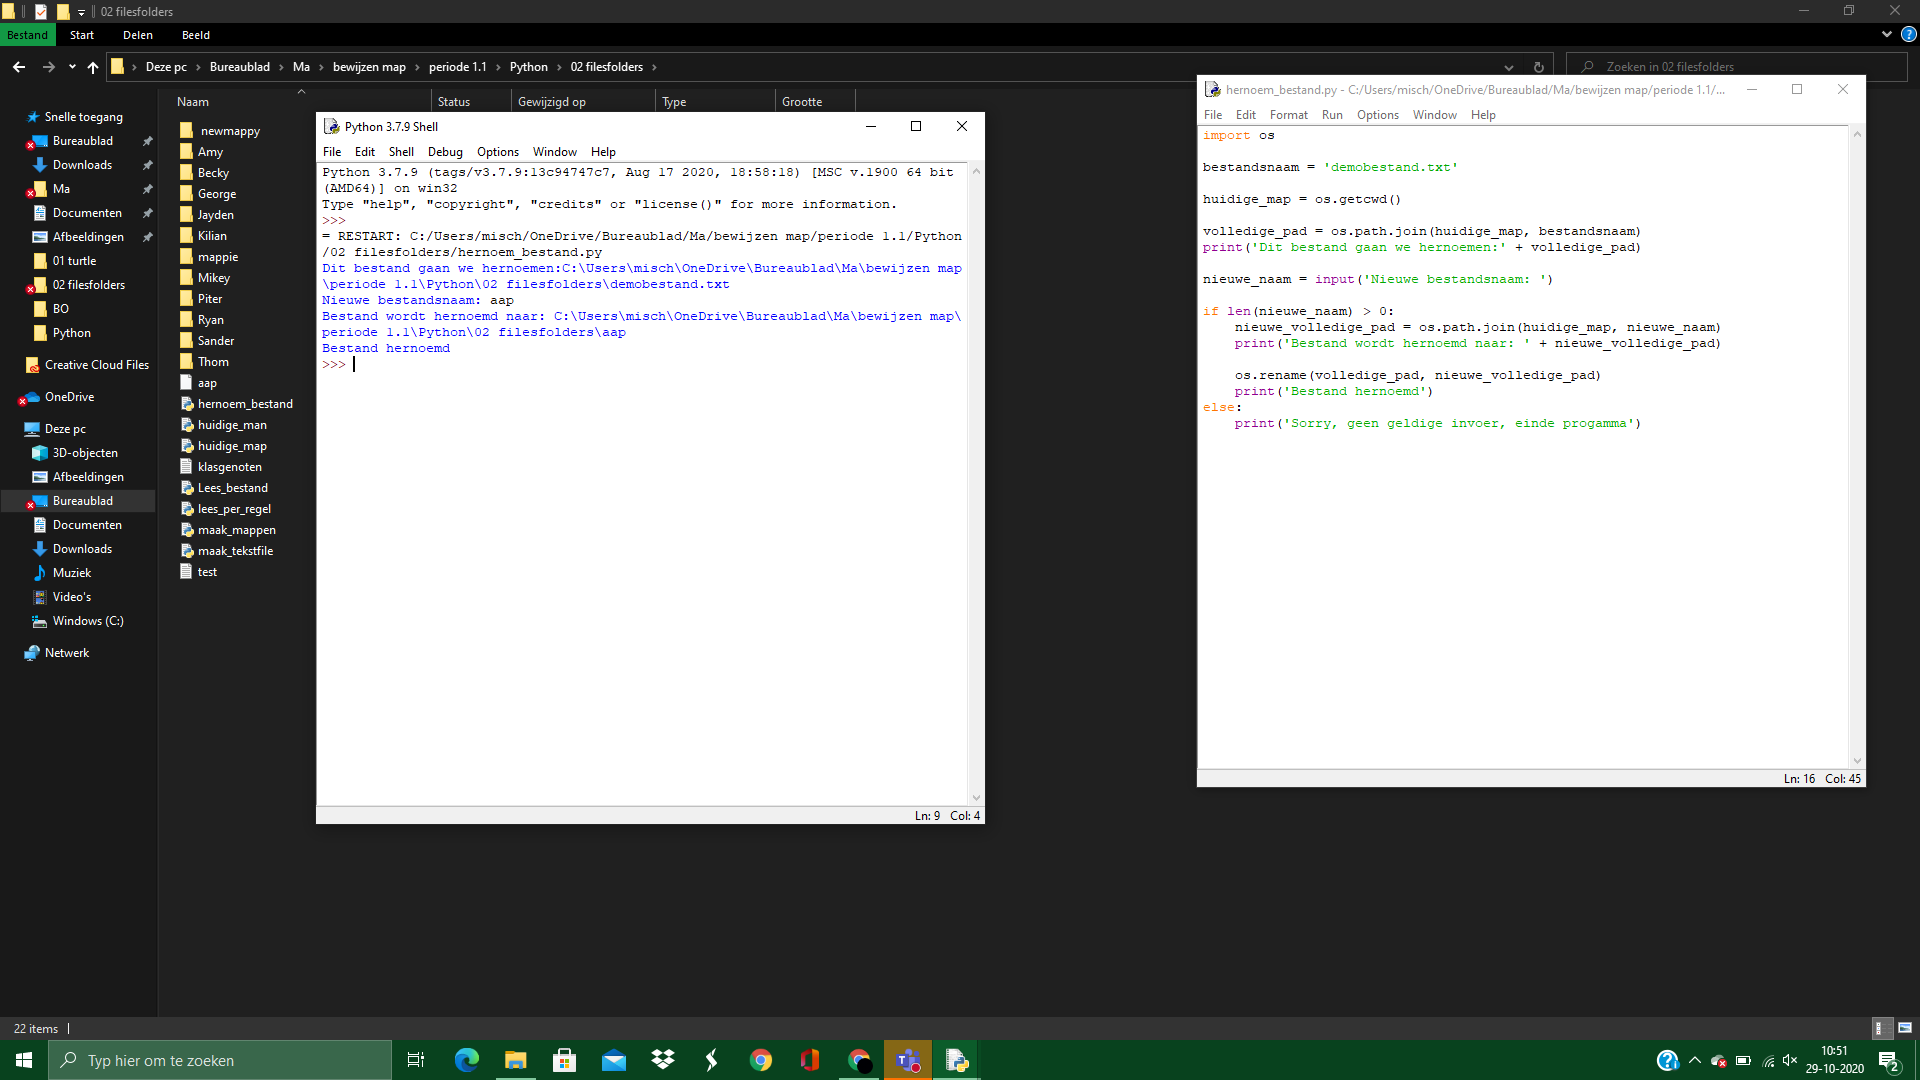 02 filesfolders
Bestand Start Delen Beeld
Deze pc Bureaublad Ma bewijzen map periode 1.1 Python 02 filesfolders
Zoeken in 02 filesfolders
Snelle toegang
Bureaublad
Downloads
Ma
Documenten
Afbeeldingen
01 turtle
02 filesfolders
BO
Python
Creative Cloud Files
OneDrive
Deze pc
3D-objecten
Afbeeldingen
Bureaublad
Documenten
Downloads
Muziek
Video's
Windows (C:)
Netwerk
Naam Status Gewijzigd op Type Grootte
newmappy
Amy
Becky
George
Jayden
Kilian
mappie
Mikey
Piter
Ryan
Sander
Thom
aap
hernoem_bestand
huidige_man
huidige_map
klasgenoten
Lees_bestand
lees_per_regel
maak_mappen
maak_tekstfile
test
Python 3.7.9 Shell
File Edit Shell Debug Options Window Help
Python 3.7.9 (tags/v3.7.9:13c94747c7, Aug 17 2020, 18:58:18) [MSC v.1900 64 bit
(AMD64)] on win32
Type "help", "copyright", "credits" or "license()" for more information.
>>>
= RESTART: C:/Users/misch/OneDrive/Bureaublad/Ma/bewijzen map/periode 1.1/Python
/02 filesfolders/hernoem_bestand.py
Dit bestand gaan we hernoemen:C:\Users\misch\OneDrive\Bureaublad\Ma\bewijzen map
\periode 1.1\Python\02 filesfolders\demobestand.txt
Nieuwe bestandsnaam: aap
Bestand wordt hernoemd naar: C:\Users\misch\OneDrive\Bureaublad\Ma\bewijzen map\
periode 1.1\Python\02 filesfolders\aap
Bestand hernoemd
>>>
Ln: 9 Col: 4
hernoem_bestand.py - C:/Users/misch/OneDrive/Bureaublad/Ma/bewijzen map/periode 1.1/...
File Edit Format Run Options Window Help
import os
bestandsnaam = 'demobestand.txt'
huidige_map = os.getcwd()
volledige_pad = os.path.join(huidige_map, bestandsnaam)
print('Dit bestand gaan we hernoemen:' + volledige_pad)
nieuwe_naam = input('Nieuwe bestandsnaam: ')
if len(nieuwe_naam) > 0:
    nieuwe_volledige_pad = os.path.join(huidige_map, nieuwe_naam)
    print('Bestand wordt hernoemd naar: ' + nieuwe_volledige_pad)
    os.rename(volledige_pad, nieuwe_volledige_pad)
    print('Bestand hernoemd')
else:
    print('Sorry, geen geldige invoer, einde progamma')
Ln: 16 Col: 45
22 items
Typ hier om te zoeken
10:51
29-10-2020
2